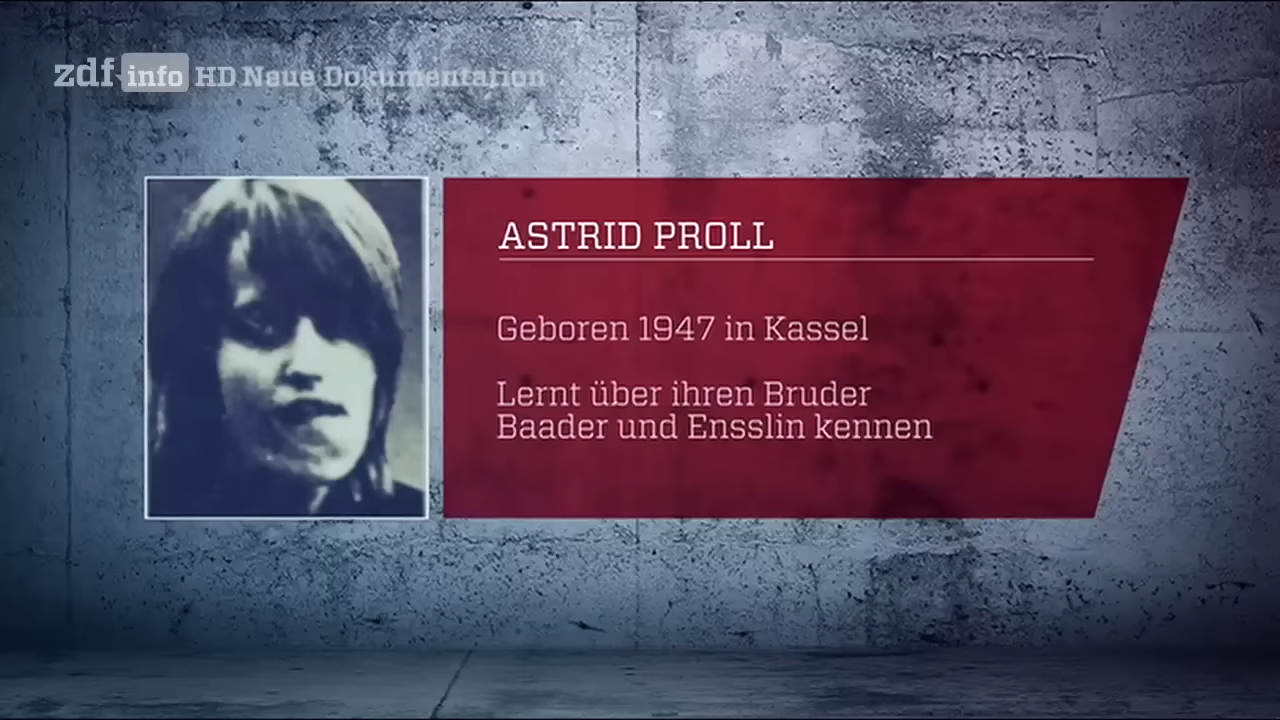 zdf info HD Neue Dokumentation
ASTRID PROLL
Geboren 1947 in Kassel
Lernt über ihren Bruder
Baader und Ensslin kennen